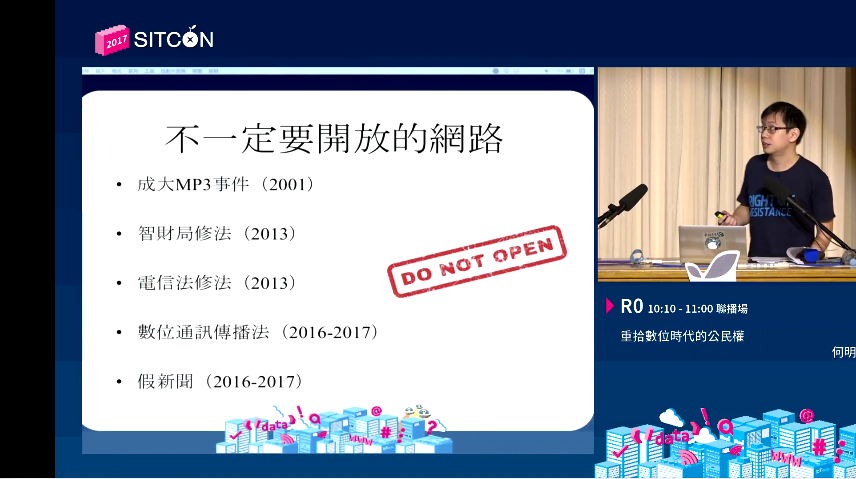 2017 SITCON
不一定要開放的網路
• 成大MP3事件（2001）
• 智財局修法（2013）
• 電信法修法（2013）
• 數位通訊傳播法（2016-2017）
• 假新聞（2016-2017）
DO NOT OPEN
data
@
www
#
?
RIGHT
RESISTANCE
R0 10:10 - 11:00 聯播場
重拾數位時代的公民權
何明
data
@
www
#
?